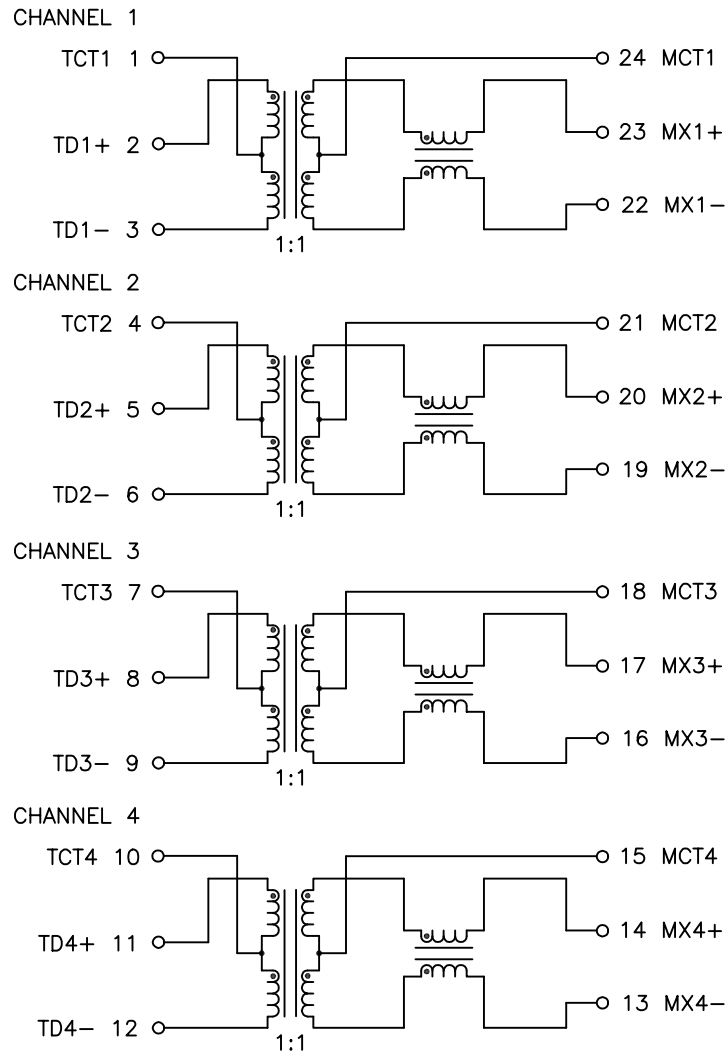 CHANNEL 1
TCT1 1 24 MCT1
TD1+ 2 23 MX1+
22 MX1−
TD1− 3
1:1
CHANNEL 2
TCT2 4 21 MCT2
TD2+ 5 20 MX2+
19 MX2−
TD2− 6
1:1
CHANNEL 3
TCT3 7 18 MCT3
TD3+ 8 17 MX3+
16 MX3−
TD3− 9
1:1
CHANNEL 4
TCT4 10 15 MCT4
TD4+ 11 14 MX4+
13 MX4−
TD4− 12
1:1